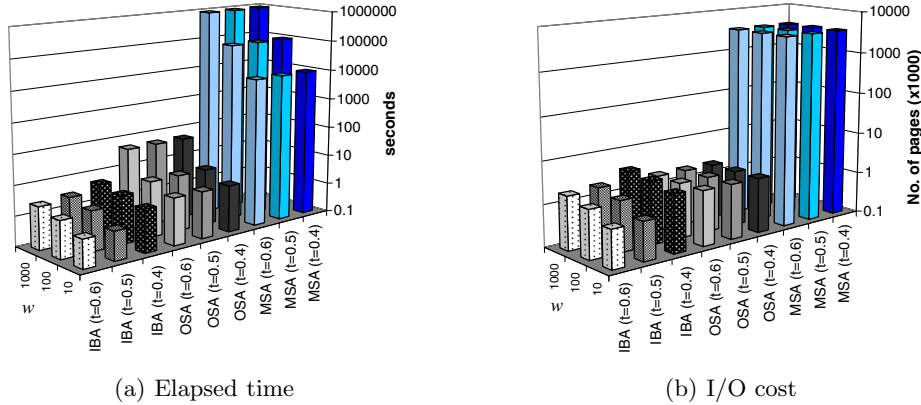 1000000
100000
10000
1000
100
10
1
0.1
seconds
1000
100
10
w
IBA (t=0.6)
IBA (t=0.5)
IBA (t=0.4)
OSA (t=0.6)
OSA (t=0.5)
OSA (t=0.4)
MSA (t=0.6)
MSA (t=0.5)
MSA (t=0.4)
(a) Elapsed time
10000
1000
100
10
1
0.1
No. of pages (x1000)
1000
100
10
w
IBA (t=0.6)
IBA (t=0.5)
IBA (t=0.4)
OSA (t=0.6)
OSA (t=0.5)
OSA (t=0.4)
MSA (t=0.6)
MSA (t=0.5)
MSA (t=0.4)
(b) I/O cost